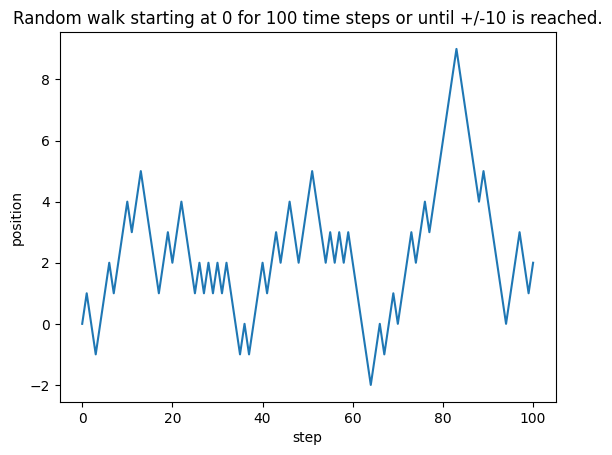 Random walk starting at 0 for 100 time steps or until +/-10 is reached.
8
6
4
2
0
−2
position
0 20 40 60 80 100
step